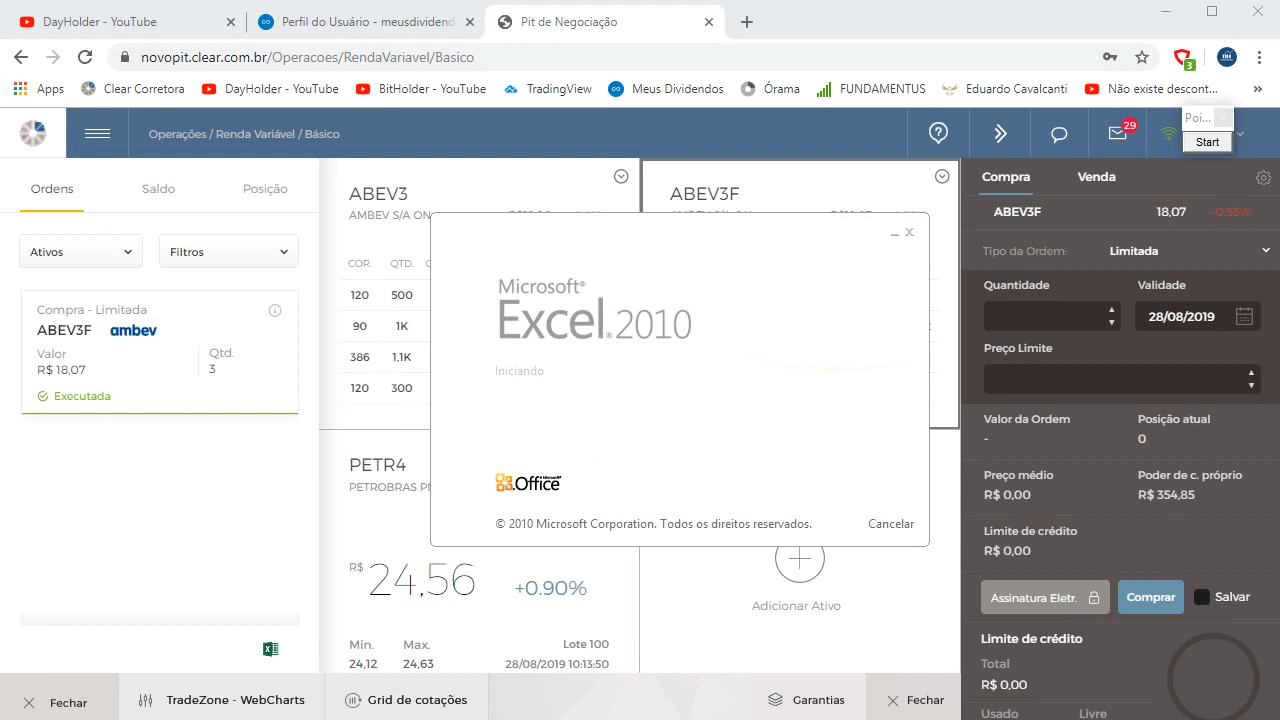 DayHolder - YouTube
Perfil do Usuário - meusdividend
Pit de Negociação
novopit.clear.com.br/Operacoes/RendaVariavel/Basico
3
Apps
Clear Corretora
DayHolder - YouTube
BitHolder - YouTube
TradingView
Meus Dividendos
Órama
FUNDAMENTUS
Eduardo Cavalcanti
Não existe descont...
Operações / Renda Variável / Básico
29
Poi...
Start
Ordens
Saldo
Posição
Ativos
Filtros
Compra - Limitada
ABEV3F
ambev
Valor
R$ 18,07
Qtd.
3
Executada
ABEV3
AMBEV S/A ON
COR.
QTD.
120
500
90
1K
386
1,1K
120
300
ABEV3F
Microsoft®
Excel® 2010
Iniciando
Microsoft
Office
© 2010 Microsoft Corporation. Todos os direitos reservados.
Cancelar
PETR4
R$
24,56
+0.90%
Min.
24,12
Max.
24,63
Lote 100
28/08/2019 10:13:50
Adicionar Ativo
Compra
Venda
ABEV3F
18,07
-0.55%
Tipo da Ordem:
Limitada
Quantidade
Validade
28/08/2019
Preço Limite
Valor da Ordem
-
Posição atual
0
Preço médio
R$ 0,00
Poder de c. próprio
R$ 354,85
Limite de crédito
R$ 0,00
Assinatura Eletr.
Comprar
Salvar
Limite de crédito
Total
R$ 0,00
Usado
Livre
Fechar
TradeZone - WebCharts
Grid de cotações
Garantias
Fechar